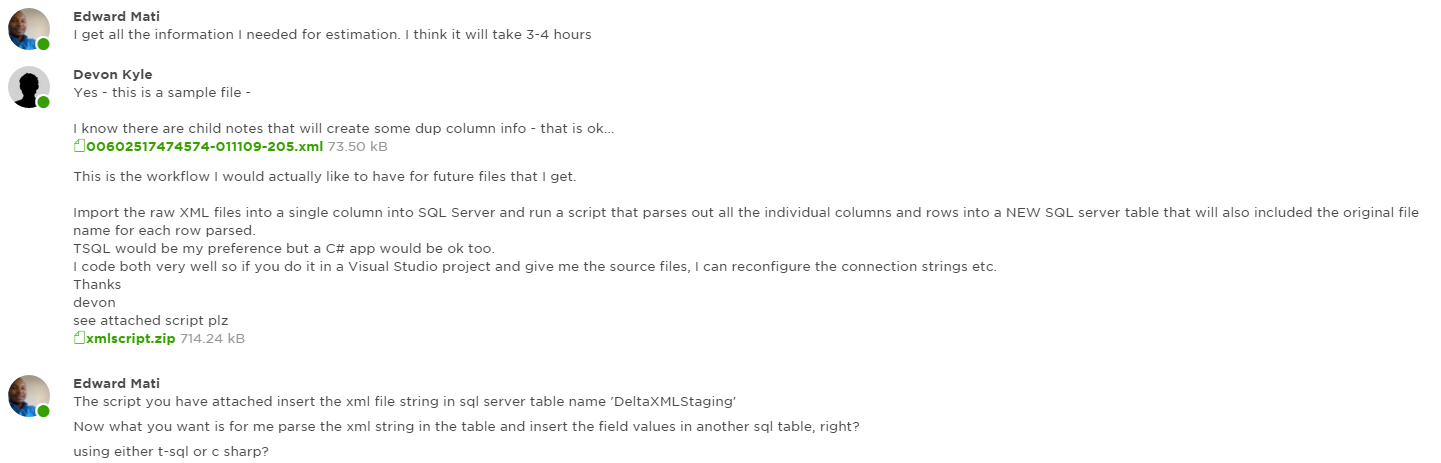 Edward Mati
I get all the information I needed for estimation. I think it will take 3-4 hours
Devon Kyle
Yes - this is a sample file -
I know there are child notes that will create some dup column info - that is ok...
00602517474574-011109-205.xml 73.50 kB
This is the workflow I would actually like to have for future files that I get.
Import the raw XML files into a single column into SQL Server and run a script that parses out all the individual columns and rows into a NEW SQL server table that will also included the original file
name for each row parsed.
TSQL would be my preference but a C# app would be ok too.
I code both very well so if you do it in a Visual Studio project and give me the source files, I can reconfigure the connection strings etc.
Thanks
devon
see attached script plz
xmlscript.zip 714.24 kB
Edward Mati
The script you have attached insert the xml file string in sql server table name 'DeltaXMLStaging'
Now what you want is for me parse the xml string in the table and insert the field values in another sql table, right?
using either t-sql or c sharp?